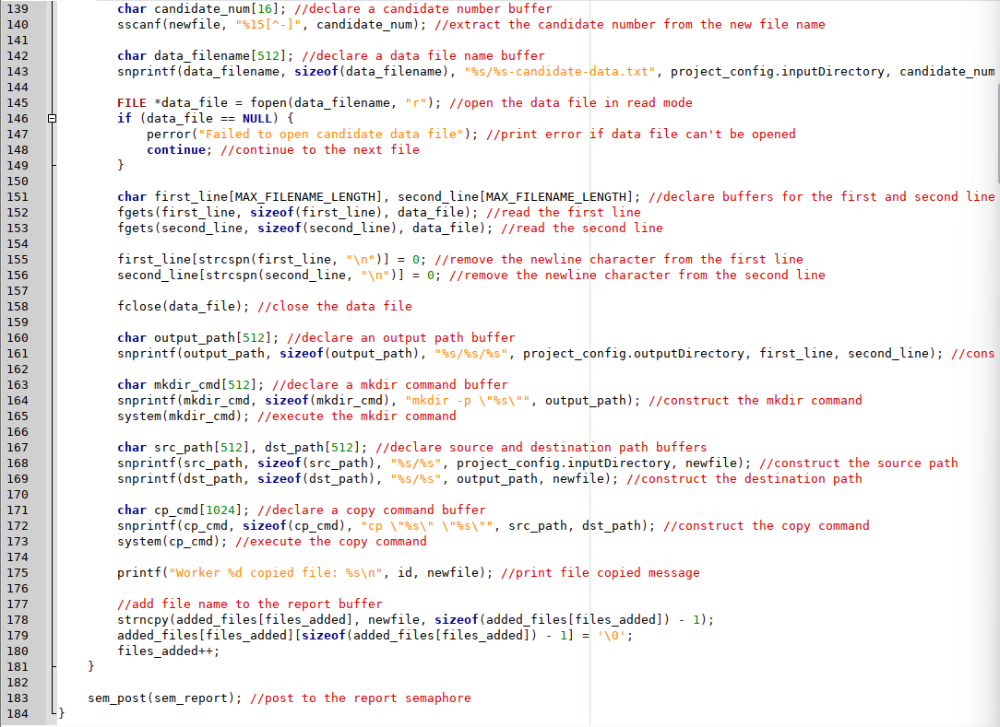 139 char candidate_num[16]; //declare a candidate number buffer
140 sscanf(newfile, "%15[^-]", candidate_num); //extract the candidate number from the new file name
141
142 char data_filename[512]; //declare a data file name buffer
143 snprintf(data_filename, sizeof(data_filename), "%s/%s-candidate-data.txt", project_config.inputDirectory, candidate_num
144
145 FILE *data_file = fopen(data_filename, "r"); //open the data file in read mode
146 if (data_file == NULL) {
147 perror("Failed to open candidate data file"); //print error if data file can't be opened
148 continue; //continue to the next file
149 }
150
151 char first_line[MAX_FILENAME_LENGTH], second_line[MAX_FILENAME_LENGTH]; //declare buffers for the first and second line
152 fgets(first_line, sizeof(first_line), data_file); //read the first line
153 fgets(second_line, sizeof(second_line), data_file); //read the second line
154
155 first_line[strcspn(first_line, "\n")] = 0; //remove the newline character from the first line
156 second_line[strcspn(second_line, "\n")] = 0; //remove the newline character from the second line
157
158 fclose(data_file); //close the data file
159
160 char output_path[512]; //declare an output path buffer
161 snprintf(output_path, sizeof(output_path), "%s/%s/%s", project_config.outputDirectory, first_line, second_line); //cons
162
163 char mkdir_cmd[512]; //declare a mkdir command buffer
164 snprintf(mkdir_cmd, sizeof(mkdir_cmd), "mkdir -p \"%s\"", output_path); //construct the mkdir command
165 system(mkdir_cmd); //execute the mkdir command
166
167 char src_path[512], dst_path[512]; //declare source and destination path buffers
168 snprintf(src_path, sizeof(src_path), "%s/%s", project_config.inputDirectory, newfile); //construct the source path
169 snprintf(dst_path, sizeof(dst_path), "%s/%s", output_path, newfile); //construct the destination path
170
171 char cp_cmd[1024]; //declare a copy command buffer
172 snprintf(cp_cmd, sizeof(cp_cmd), "cp \"%s\" \"%s\"", src_path, dst_path); //construct the copy command
173 system(cp_cmd); //execute the copy command
174
175 printf("Worker %d copied file: %s\n", id, newfile); //print file copied message
176
177 //add file name to the report buffer
178 strncpy(added_files[files_added], newfile, sizeof(added_files[files_added]) - 1);
179 added_files[files_added][sizeof(added_files[files_added]) - 1] = '\0';
180 files_added++;
181 }
182
183 sem_post(sem_report); //post to the report semaphore
184 }